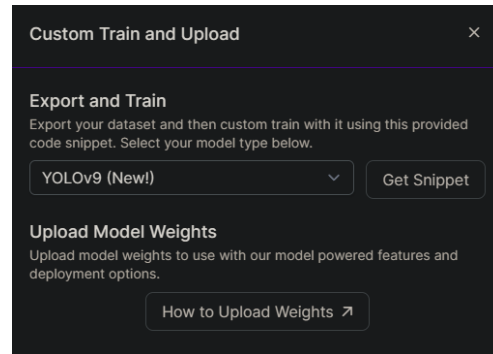 Custom Train and Upload
Export and Train
Export your dataset and then custom train with it using this provided
code snippet. Select your model type below.
YOLOv9 (New!)
Get Snippet
Upload Model Weights
Upload model weights to use with our model powered features and
deployment options.
How to Upload Weights